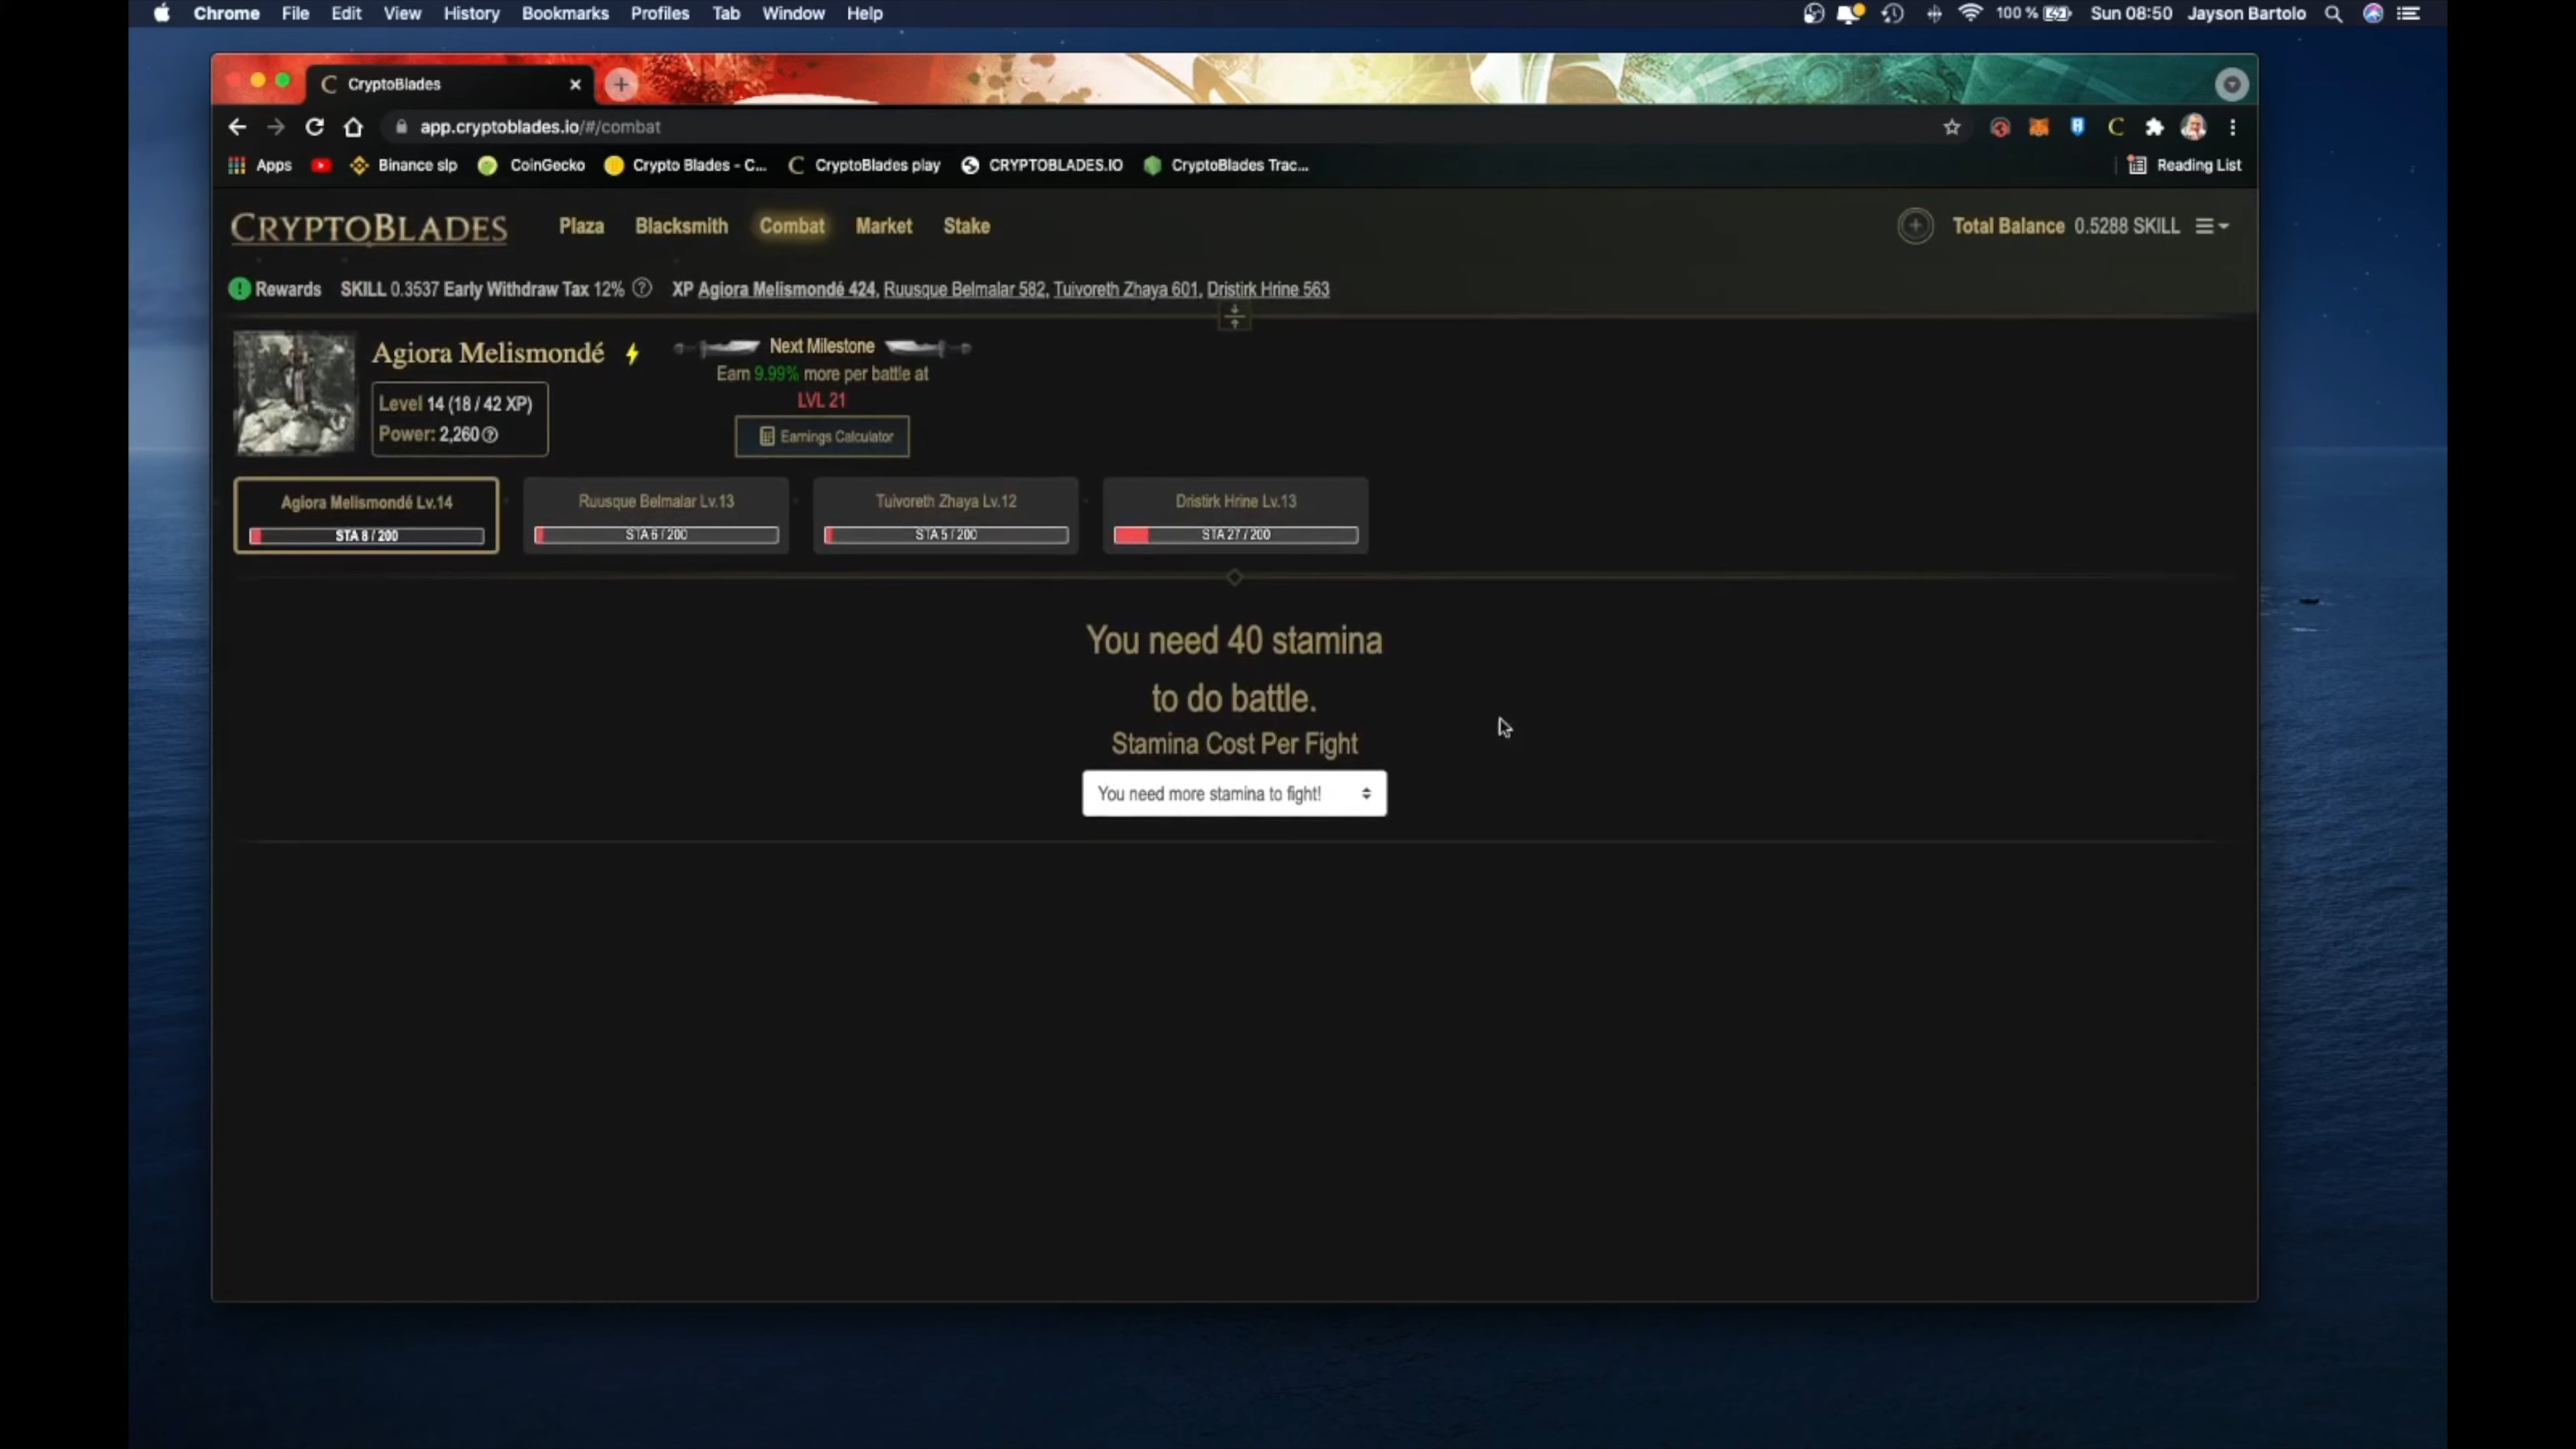 Chrome File Edit View History Bookmarks Profiles Tab Window Help 100 % Sun 08:50 Jayson Bartolo
CryptoBlades
app.cryptoblades.io/#/combat
Apps Binance slp CoinGecko Crypto Blades - C... CryptoBlades play CRYPTOBLADES.IO CryptoBlades Trac... Reading List
CRYPTOBLADES Plaza Blacksmith Combat Market Stake Total Balance 0.5288 SKILL
Rewards SKILL 0.3537 Early Withdraw Tax 12% XP Agiora Melismondé 424, Ruusque Belmalar 582, Tuivoreth Zhaya 601, Dristirk Hrine 563
Agiora Melismondé
Level 14 (18 / 42 XP)
Power: 2,260
Next Milestone
Earn 9.99% more per battle at
LVL 21
Earnings Calculator
Agiora Melismondé Lv.14 Ruusque Belmalar Lv.13 Tuivoreth Zhaya Lv.12 Dristirk Hrine Lv.13
STA 8 / 200 STA 6 / 200 STA 5 / 200 STA 27 / 200
You need 40 stamina
to do battle.
Stamina Cost Per Fight
You need more stamina to fight!